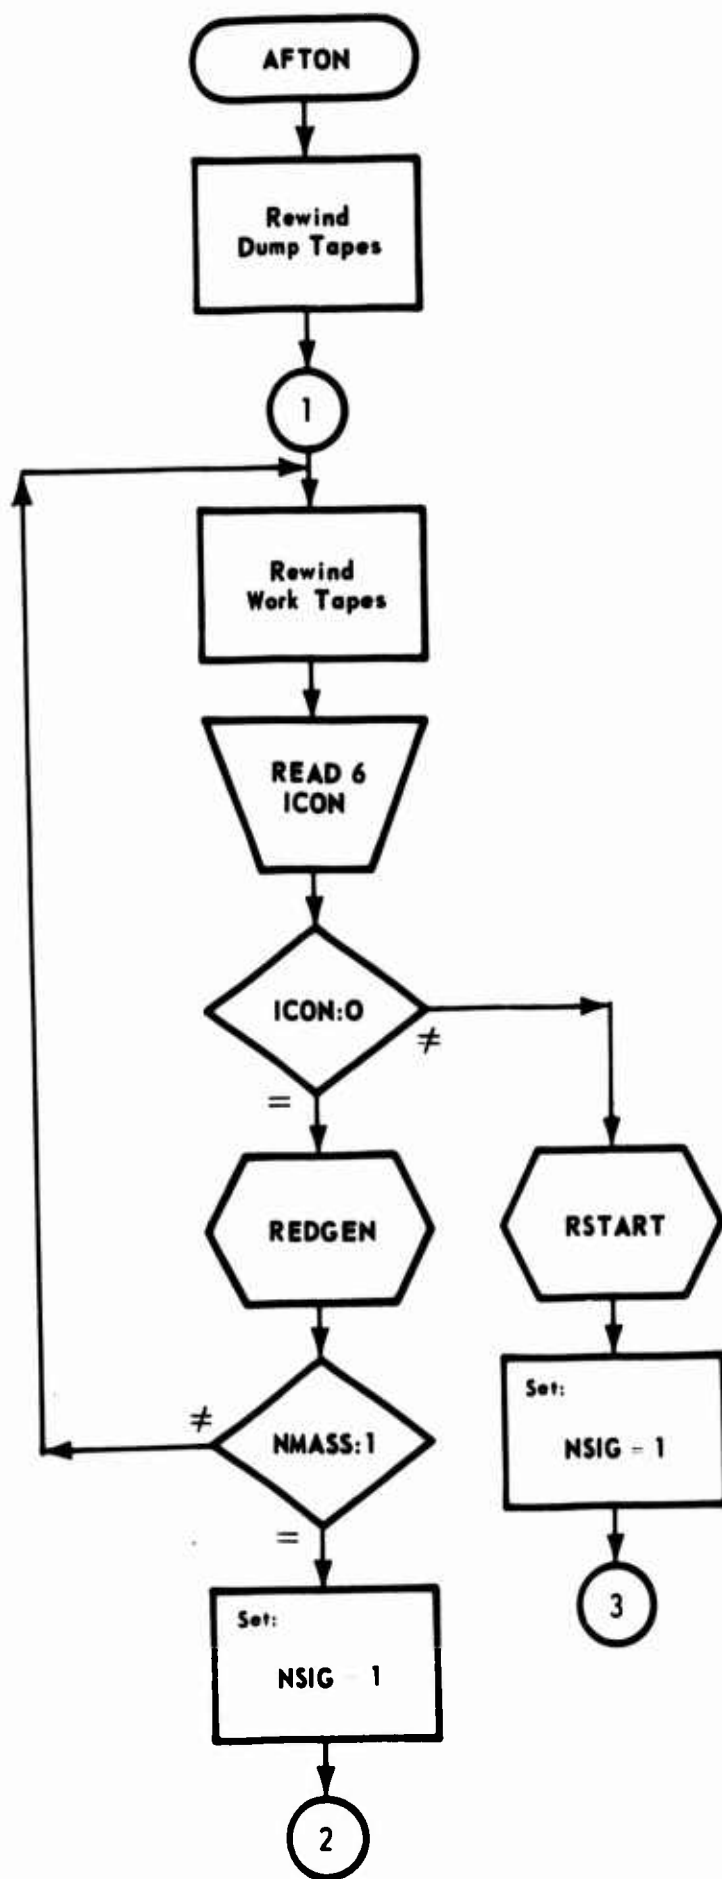 AFTON
Rewind
Dump Tapes
1
Rewind
Work Tapes
READ 6
ICON
ICON:0
≠
=
REDGEN
RSTART
≠
NMASS:1
=
Set:
NSIG = 1
3
Set:
NSIG = 1
2